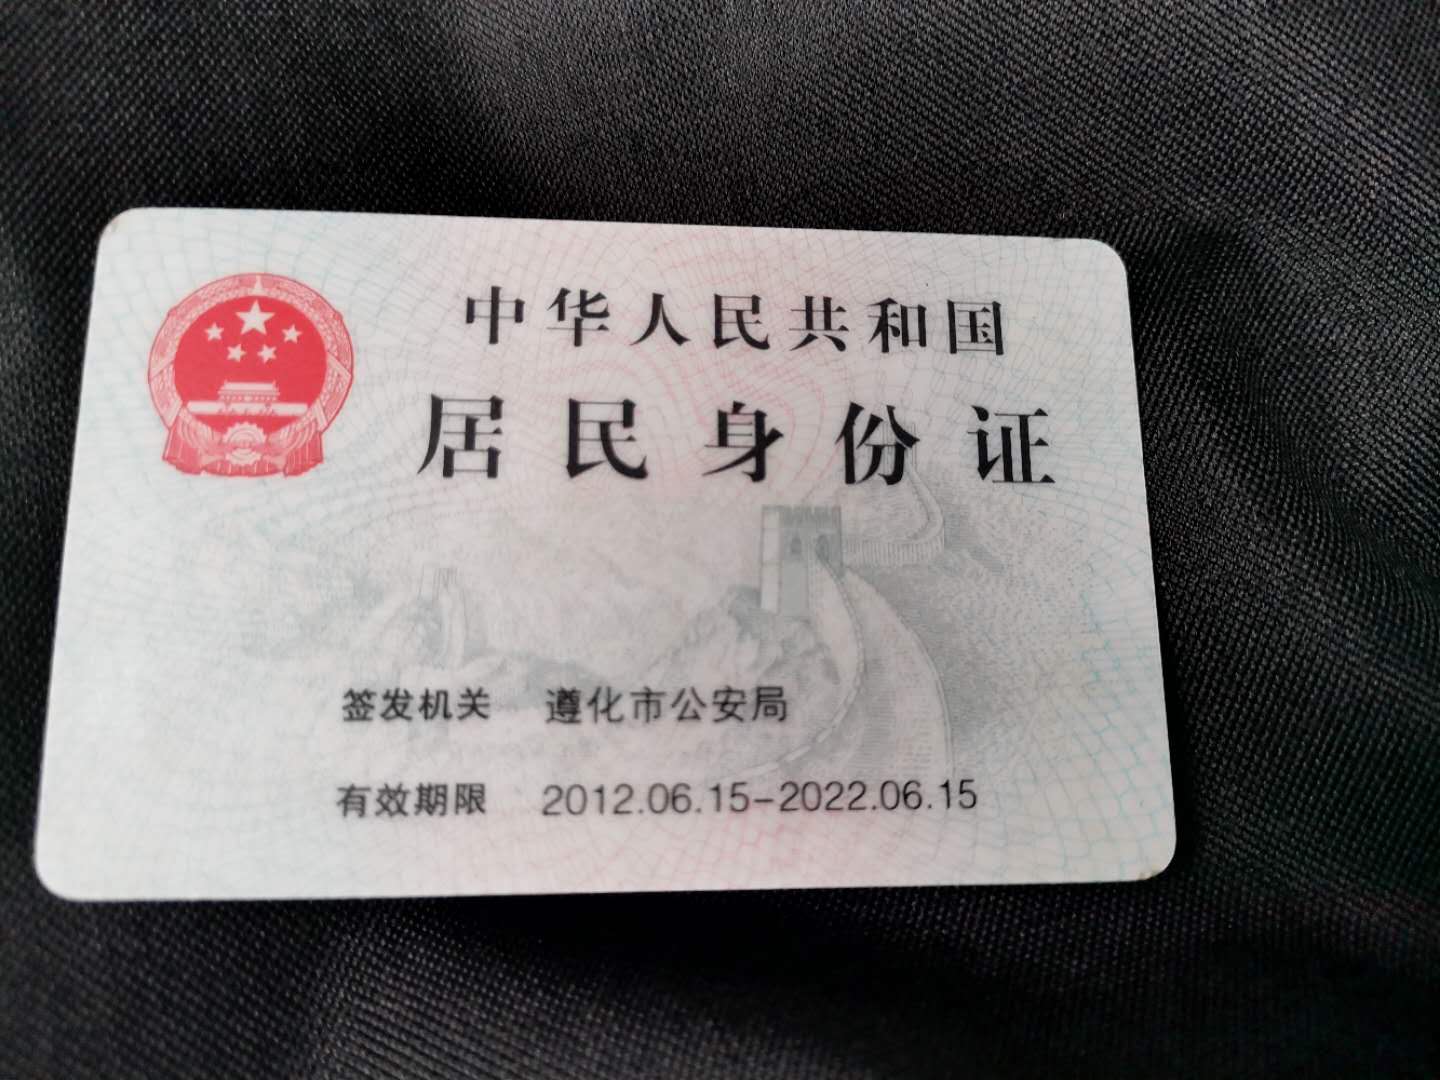 中华人民共和国
居民身份证
签发机关 遵化市公安局
有效期限 2012.06.15-2022.06.15